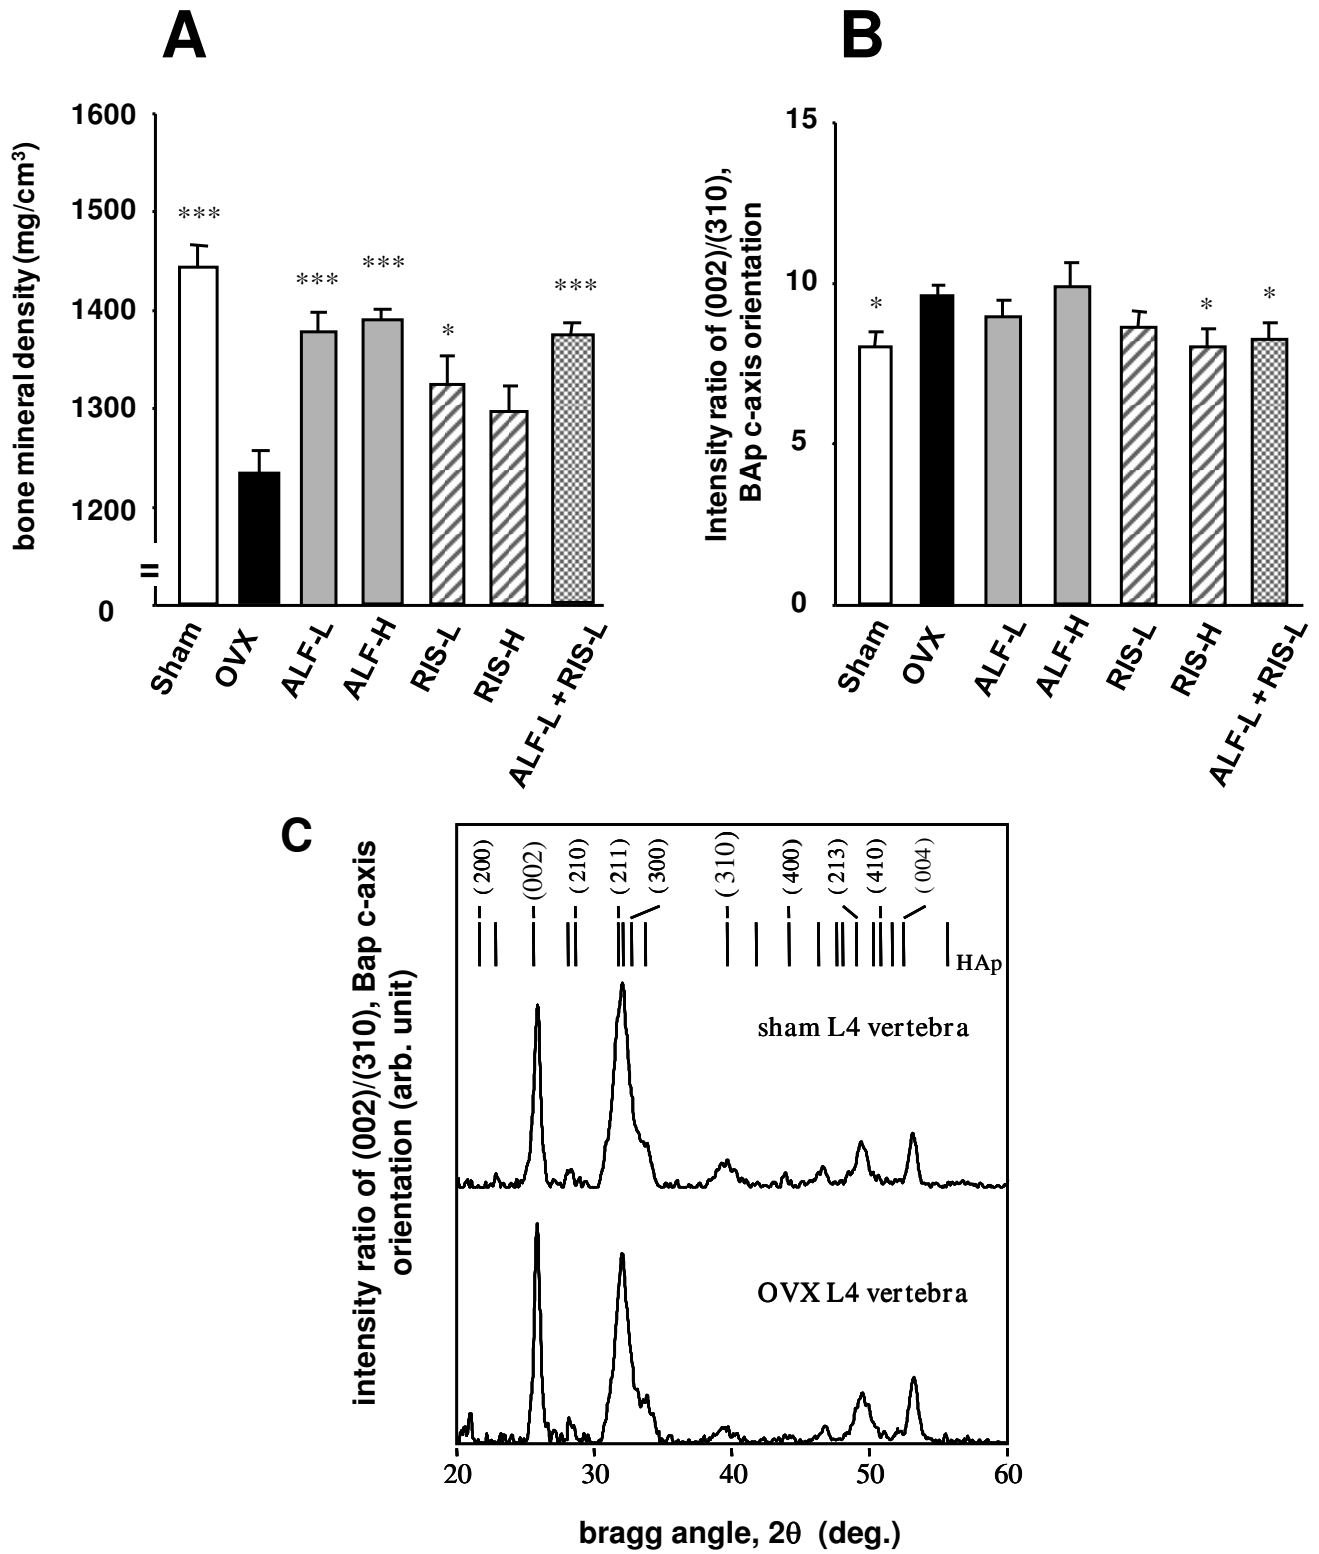 A
bone mineral density (mg/cm³)
1600
1500
1400
1300
1200
0
***
***
***
*
***
Sham
OVX
ALF-L
ALF-H
RIS-L
RIS-H
ALF-L + RIS-L
B
Intensity ratio of (002)/(310),
BAp c-axis orientation
15
10
5
0
*
*
*
Sham
OVX
ALF-L
ALF-H
RIS-L
RIS-H
ALF-L + RIS-L
C
intensity ratio of (002)/(310), Bap c-axis
orientation (arb. unit)
(200)
(002)
(210)
(211)
(300)
(310)
(400)
(213)
(410)
(004)
HAp
sham L4 vertebra
OVX L4 vertebra
20
30
40
50
60
bragg angle, 2θ (deg.)